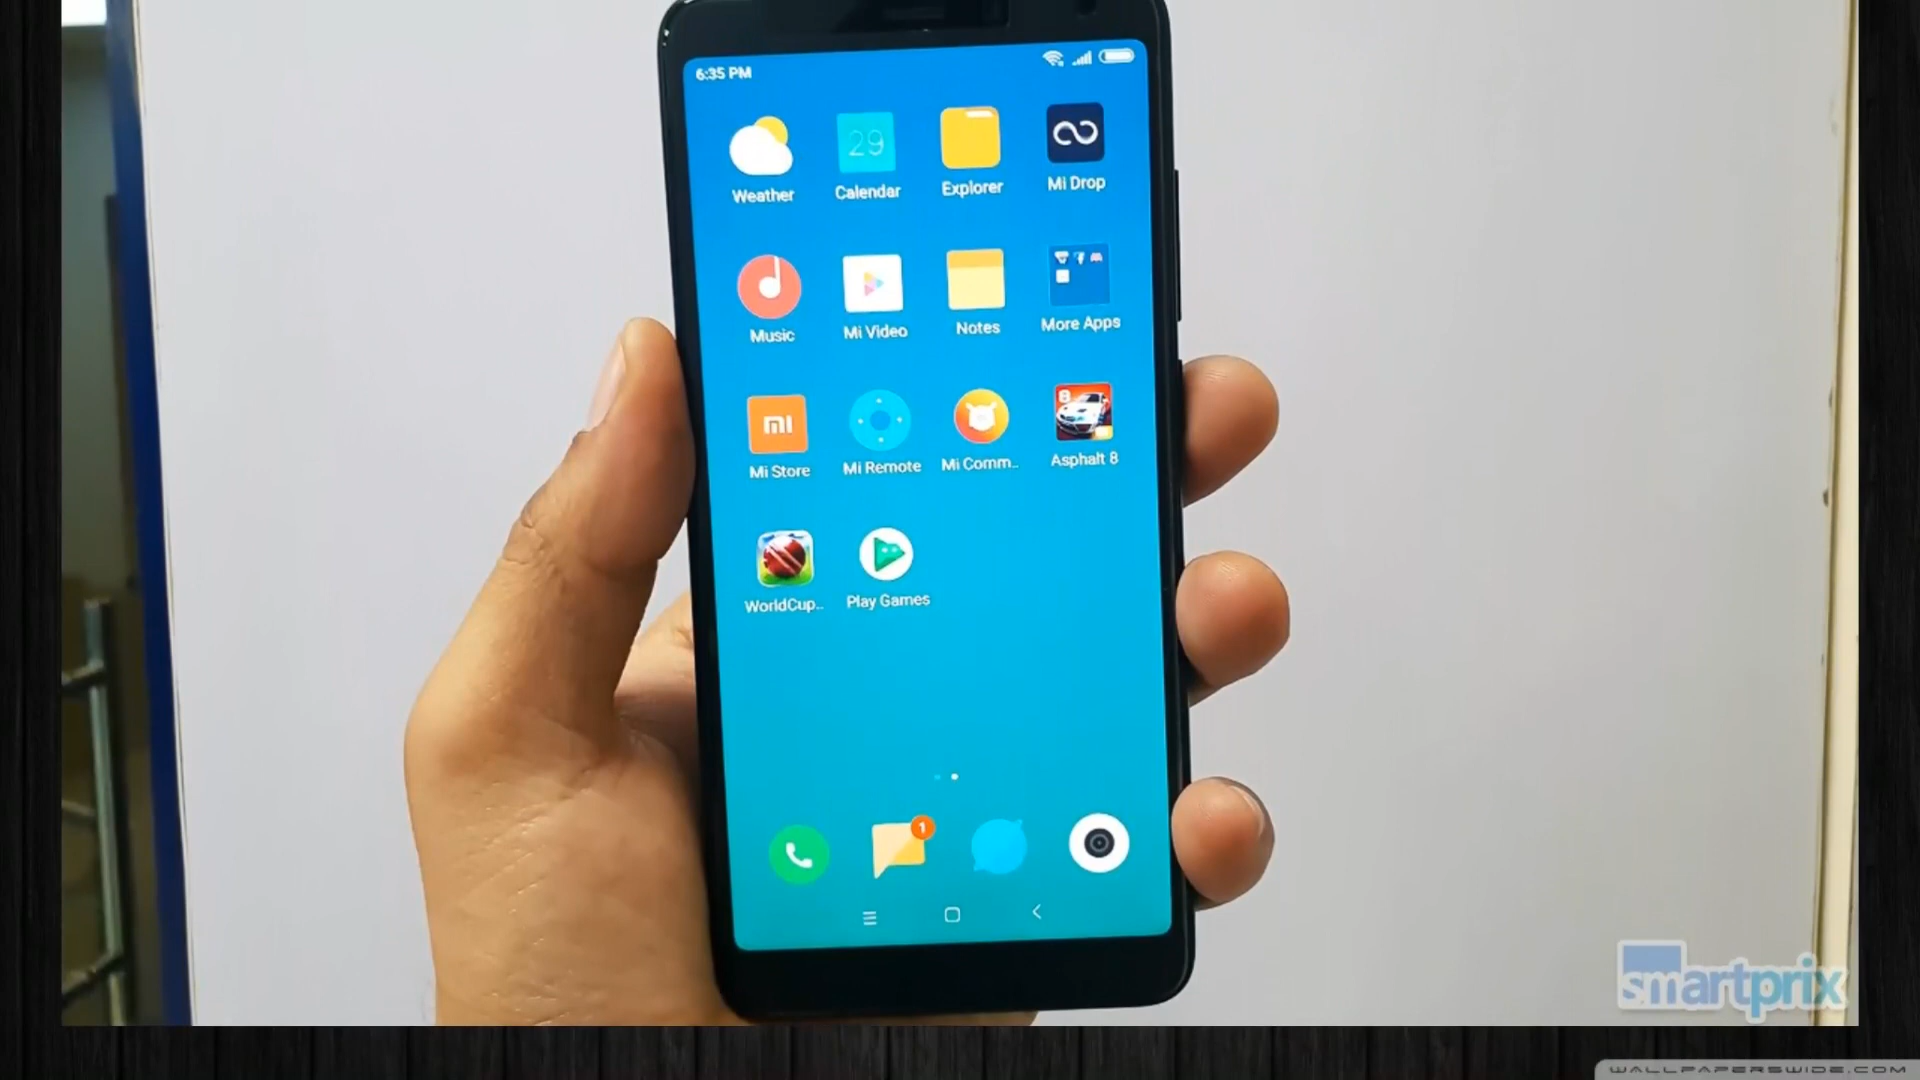 6:35 PM
29
Weather
Calendar
Explorer
Mi Drop
Music
Mi Video
Notes
More Apps
mi
8
Mi Store
Mi Remote
Mi Comm..
Asphalt 8
WorldCup..
Play Games
1
smartprix
WALLPAPERSWIDE.COM